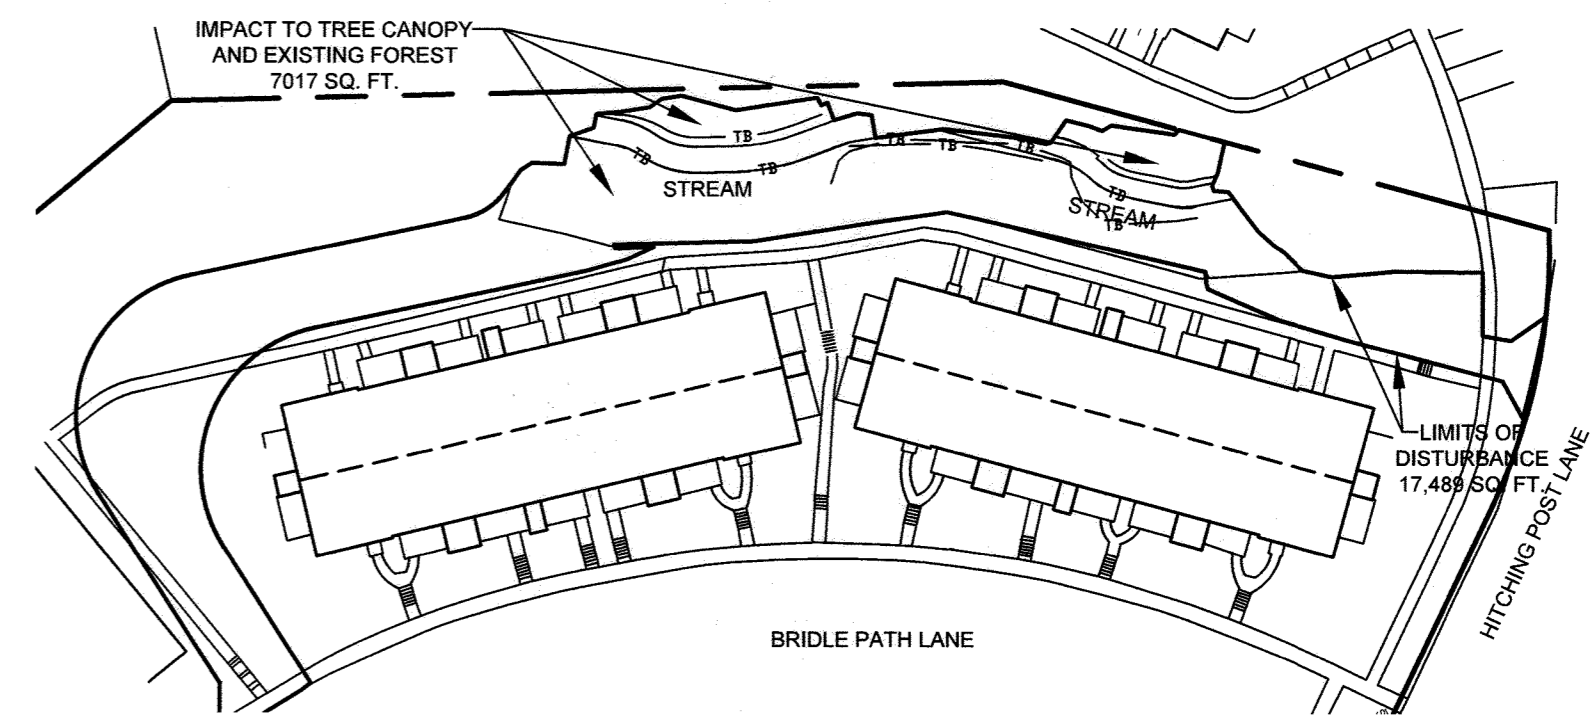 IMPACT TO TREE CANOPY
AND EXISTING FOREST
7017 SQ. FT.
TB
TB
TB
TB
TB
TB
STREAM
TB
STREAM
TB
LIMITS OF
DISTURBANCE
17,489 SQ. FT.
HITCHING POST LANE
BRIDLE PATH LANE